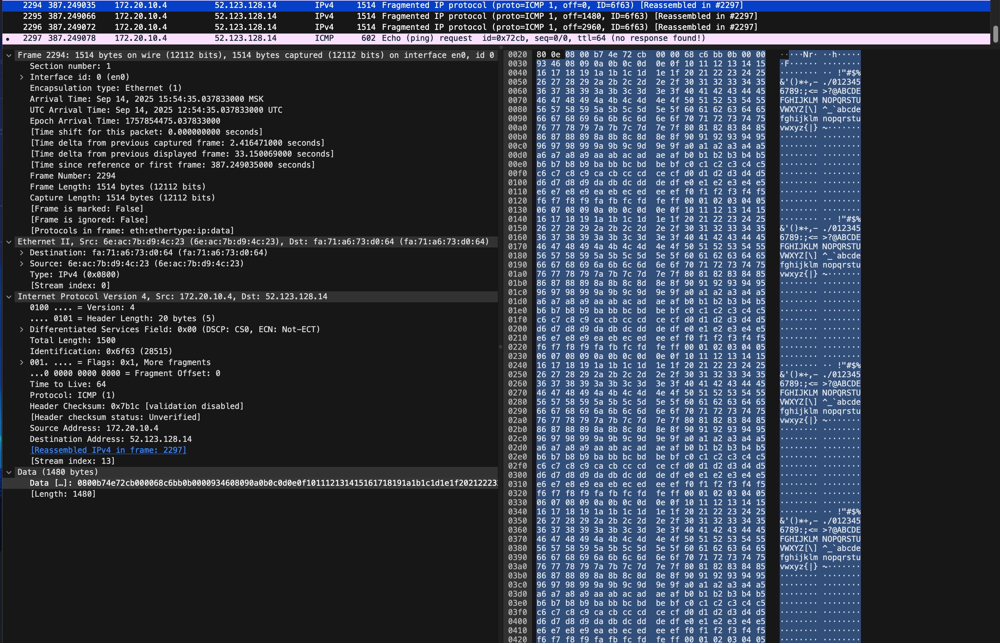 2294 387.249035 172.20.10.4 52.123.128.14 IPv4 1514 Fragmented IP protocol (proto=ICMP 1, off=0, ID=6f63) [Reassembled in #2297]
2295 387.249066 172.20.10.4 52.123.128.14 IPv4 1514 Fragmented IP protocol (proto=ICMP 1, off=1480, ID=6f63) [Reassembled in #2297]
2296 387.249072 172.20.10.4 52.123.128.14 IPv4 1514 Fragmented IP protocol (proto=ICMP 1, off=2960, ID=6f63) [Reassembled in #2297]
2297 387.249078 172.20.10.4 52.123.128.14 ICMP 602 Echo (ping) request id=0x72cb, seq=0/0, ttl=64 (no response found!)
Frame 2294: 1514 bytes on wire (12112 bits), 1514 bytes captured (12112 bits) on interface en0, id 0
Section number: 1
Interface id: 0 (en0)
Encapsulation type: Ethernet (1)
Arrival Time: Sep 14, 2025 15:54:35.037833000 MSK
UTC Arrival Time: Sep 14, 2025 12:54:35.037833000 UTC
Epoch Arrival Time: 1757854475.037833000
[Time shift for this packet: 0.000000000 seconds]
[Time delta from previous captured frame: 2.416471000 seconds]
[Time delta from previous displayed frame: 33.150069000 seconds]
[Time since reference or first frame: 387.249035000 seconds]
Frame Number: 2294
Frame Length: 1514 bytes (12112 bits)
Capture Length: 1514 bytes (12112 bits)
[Frame is marked: False]
[Frame is ignored: False]
[Protocols in frame: eth:ethertype:ip:data]
Ethernet II, Src: 6e:ac:7b:d9:4c:23 (6e:ac:7b:d9:4c:23), Dst: fa:71:a6:73:d0:64 (fa:71:a6:73:d0:64)
Destination: fa:71:a6:73:d0:64 (fa:71:a6:73:d0:64)
Source: 6e:ac:7b:d9:4c:23 (6e:ac:7b:d9:4c:23)
Type: IPv4 (0x0800)
[Stream index: 0]
Internet Protocol Version 4, Src: 172.20.10.4, Dst: 52.123.128.14
0100 .... = Version: 4
.... 0101 = Header Length: 20 bytes (5)
Differentiated Services Field: 0x00 (DSCP: CS0, ECN: Not-ECT)
Total Length: 1500
Identification: 0x6f63 (28515)
001. .... = Flags: 0x1, More fragments
...0 0000 0000 0000 = Fragment Offset: 0
Time to Live: 64
Protocol: ICMP (1)
Header Checksum: 0x7b1c [validation disabled]
[Header checksum status: Unverified]
Source Address: 172.20.10.4
Destination Address: 52.123.128.14
[Reassembled IPv4 in frame: 2297]
[Stream index: 13]
Data (1480 bytes)
Data […]: 0800b74e72cb000068c6bb0b0000934608090a0b0c0d0e0f101112131415161718191a1b1c1d1e1f2021222
[Length: 1480]
0020 80 0e 08 00 b7 4e 72 cb 00 00 68 c6 bb 0b 00 00 ·····Nr· ··h·····
0030 93 46 08 09 0a 0b 0c 0d 0e 0f 10 11 12 13 14 15 ·F······ ········
0040 16 17 18 19 1a 1b 1c 1d 1e 1f 20 21 22 23 24 25 ········ ·· !"#$%
0050 26 27 28 29 2a 2b 2c 2d 2e 2f 30 31 32 33 34 35 &'()*+,- ./012345
0060 36 37 38 39 3a 3b 3c 3d 3e 3f 40 41 42 43 44 45 6789:;<= >?@ABCDE
0070 46 47 48 49 4a 4b 4c 4d 4e 4f 50 51 52 53 54 55 FGHIJKLM NOPQRSTU
0080 56 57 58 59 5a 5b 5c 5d 5e 5f 60 61 62 63 64 65 VWXYZ[\] ^_`abcde
0090 66 67 68 69 6a 6b 6c 6d 6e 6f 70 71 72 73 74 75 fghijklm nopqrstu
00a0 76 77 78 79 7a 7b 7c 7d 7e 7f 80 81 82 83 84 85 vwxyz{|} ~·······
00b0 86 87 88 89 8a 8b 8c 8d 8e 8f 90 91 92 93 94 95 ········ ········
00c0 96 97 98 99 9a 9b 9c 9d 9e 9f a0 a1 a2 a3 a4 a5 ········ ········
00d0 a6 a7 a8 a9 aa ab ac ad ae af b0 b1 b2 b3 b4 b5 ········ ········
00e0 b6 b7 b8 b9 ba bb bc bd be bf c0 c1 c2 c3 c4 c5 ········ ········
00f0 c6 c7 c8 c9 ca cb cc cd ce cf d0 d1 d2 d3 d4 d5 ········ ········
0100 d6 d7 d8 d9 da db dc dd de df e0 e1 e2 e3 e4 e5 ········ ········
0110 e6 e7 e8 e9 ea eb ec ed ee ef f0 f1 f2 f3 f4 f5 ········ ········
0120 f6 f7 f8 f9 fa fb fc fd fe ff 00 01 02 03 04 05 ········ ········
0130 06 07 08 09 0a 0b 0c 0d 0e 0f 10 11 12 13 14 15 ········ ········
0140 16 17 18 19 1a 1b 1c 1d 1e 1f 20 21 22 23 24 25 ········ ·· !"#$%
0150 26 27 28 29 2a 2b 2c 2d 2e 2f 30 31 32 33 34 35 &'()*+,- ./012345
0160 36 37 38 39 3a 3b 3c 3d 3e 3f 40 41 42 43 44 45 6789:;<= >?@ABCDE
0170 46 47 48 49 4a 4b 4c 4d 4e 4f 50 51 52 53 54 55 FGHIJKLM NOPQRSTU
0180 56 57 58 59 5a 5b 5c 5d 5e 5f 60 61 62 63 64 65 VWXYZ[\] ^_`abcde
0190 66 67 68 69 6a 6b 6c 6d 6e 6f 70 71 72 73 74 75 fghijklm nopqrstu
01a0 76 77 78 79 7a 7b 7c 7d 7e 7f 80 81 82 83 84 85 vwxyz{|} ~·······
01b0 86 87 88 89 8a 8b 8c 8d 8e 8f 90 91 92 93 94 95 ········ ········
01c0 96 97 98 99 9a 9b 9c 9d 9e 9f a0 a1 a2 a3 a4 a5 ········ ········
01d0 a6 a7 a8 a9 aa ab ac ad ae af b0 b1 b2 b3 b4 b5 ········ ········
01e0 b6 b7 b8 b9 ba bb bc bd be bf c0 c1 c2 c3 c4 c5 ········ ········
01f0 c6 c7 c8 c9 ca cb cc cd ce cf d0 d1 d2 d3 d4 d5 ········ ········
0200 d6 d7 d8 d9 da db dc dd de df e0 e1 e2 e3 e4 e5 ········ ········
0210 e6 e7 e8 e9 ea eb ec ed ee ef f0 f1 f2 f3 f4 f5 ········ ········
0220 f6 f7 f8 f9 fa fb fc fd fe ff 00 01 02 03 04 05 ········ ········
0230 06 07 08 09 0a 0b 0c 0d 0e 0f 10 11 12 13 14 15 ········ ········
0240 16 17 18 19 1a 1b 1c 1d 1e 1f 20 21 22 23 24 25 ········ ·· !"#$%
0250 26 27 28 29 2a 2b 2c 2d 2e 2f 30 31 32 33 34 35 &'()*+,- ./012345
0260 36 37 38 39 3a 3b 3c 3d 3e 3f 40 41 42 43 44 45 6789:;<= >?@ABCDE
0270 46 47 48 49 4a 4b 4c 4d 4e 4f 50 51 52 53 54 55 FGHIJKLM NOPQRSTU
0280 56 57 58 59 5a 5b 5c 5d 5e 5f 60 61 62 63 64 65 VWXYZ[\] ^_`abcde
0290 66 67 68 69 6a 6b 6c 6d 6e 6f 70 71 72 73 74 75 fghijklm nopqrstu
02a0 76 77 78 79 7a 7b 7c 7d 7e 7f 80 81 82 83 84 85 vwxyz{|} ~·······
02b0 86 87 88 89 8a 8b 8c 8d 8e 8f 90 91 92 93 94 95 ········ ········
02c0 96 97 98 99 9a 9b 9c 9d 9e 9f a0 a1 a2 a3 a4 a5 ········ ········
02d0 a6 a7 a8 a9 aa ab ac ad ae af b0 b1 b2 b3 b4 b5 ········ ········
02e0 b6 b7 b8 b9 ba bb bc bd be bf c0 c1 c2 c3 c4 c5 ········ ········
02f0 c6 c7 c8 c9 ca cb cc cd ce cf d0 d1 d2 d3 d4 d5 ········ ········
0300 d6 d7 d8 d9 da db dc dd de df e0 e1 e2 e3 e4 e5 ········ ········
0310 e6 e7 e8 e9 ea eb ec ed ee ef f0 f1 f2 f3 f4 f5 ········ ········
0320 f6 f7 f8 f9 fa fb fc fd fe ff 00 01 02 03 04 05 ········ ········
0330 06 07 08 09 0a 0b 0c 0d 0e 0f 10 11 12 13 14 15 ········ ········
0340 16 17 18 19 1a 1b 1c 1d 1e 1f 20 21 22 23 24 25 ········ ·· !"#$%
0350 26 27 28 29 2a 2b 2c 2d 2e 2f 30 31 32 33 34 35 &'()*+,- ./012345
0360 36 37 38 39 3a 3b 3c 3d 3e 3f 40 41 42 43 44 45 6789:;<= >?@ABCDE
0370 46 47 48 49 4a 4b 4c 4d 4e 4f 50 51 52 53 54 55 FGHIJKLM NOPQRSTU
0380 56 57 58 59 5a 5b 5c 5d 5e 5f 60 61 62 63 64 65 VWXYZ[\] ^_`abcde
0390 66 67 68 69 6a 6b 6c 6d 6e 6f 70 71 72 73 74 75 fghijklm nopqrstu
03a0 76 77 78 79 7a 7b 7c 7d 7e 7f 80 81 82 83 84 85 vwxyz{|} ~·······
03b0 86 87 88 89 8a 8b 8c 8d 8e 8f 90 91 92 93 94 95 ········ ········
03c0 96 97 98 99 9a 9b 9c 9d 9e 9f a0 a1 a2 a3 a4 a5 ········ ········
03d0 a6 a7 a8 a9 aa ab ac ad ae af b0 b1 b2 b3 b4 b5 ········ ········
03e0 b6 b7 b8 b9 ba bb bc bd be bf c0 c1 c2 c3 c4 c5 ········ ········
03f0 c6 c7 c8 c9 ca cb cc cd ce cf d0 d1 d2 d3 d4 d5 ········ ········
0400 d6 d7 d8 d9 da db dc dd de df e0 e1 e2 e3 e4 e5 ········ ········
0410 e6 e7 e8 e9 ea eb ec ed ee ef f0 f1 f2 f3 f4 f5 ········ ········
0420 f6 f7 f8 f9 fa fb fc fd fe ff 00 01 02 03 04 05 ········ ········